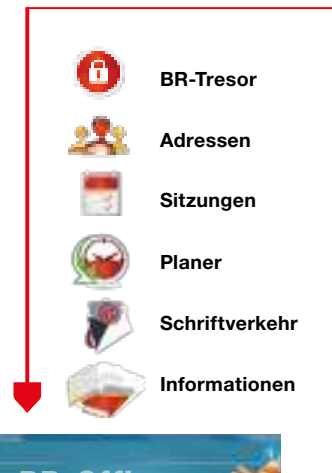 BR-Tresor
Adressen
Sitzungen
Planer
Schriftverkehr
Informationen